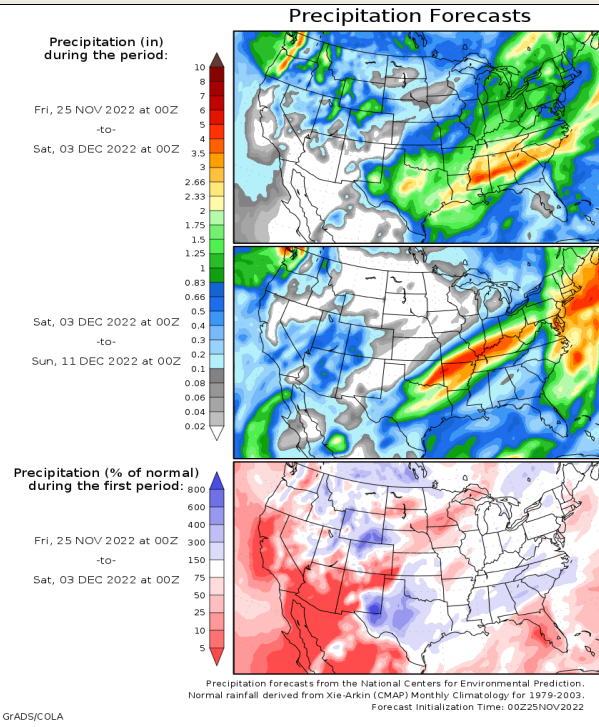 Precipitation Forecasts
Precipitation (in)
during the period:
Fri, 25 NOV 2022 at 00Z
-to-
Sat, 03 DEC 2022 at 00Z
10
8
7
6
5
4
3.5
3
2.66
2.33
2
1.75
1.5
1.25
1
0.83
0.66
0.5
0.4
0.3
0.2
0.1
0.08
0.06
0.04
0.02
Sat, 03 DEC 2022 at 00Z
-to-
Sun, 11 DEC 2022 at 00Z
Precipitation (% of normal)
during the first period:
Fri, 25 NOV 2022 at 00Z
-to-
Sat, 03 DEC 2022 at 00Z
800
600
400
300
150
75
50
25
10
5
Precipitation forecasts from the National Centers for Environmental Prediction.
Normal rainfall derived from Xie-Arkin (CMAP) Monthly Climatology for 1979-2003.
Forecast Initialization Time: 00Z25NOV2022
GrADS/COLA